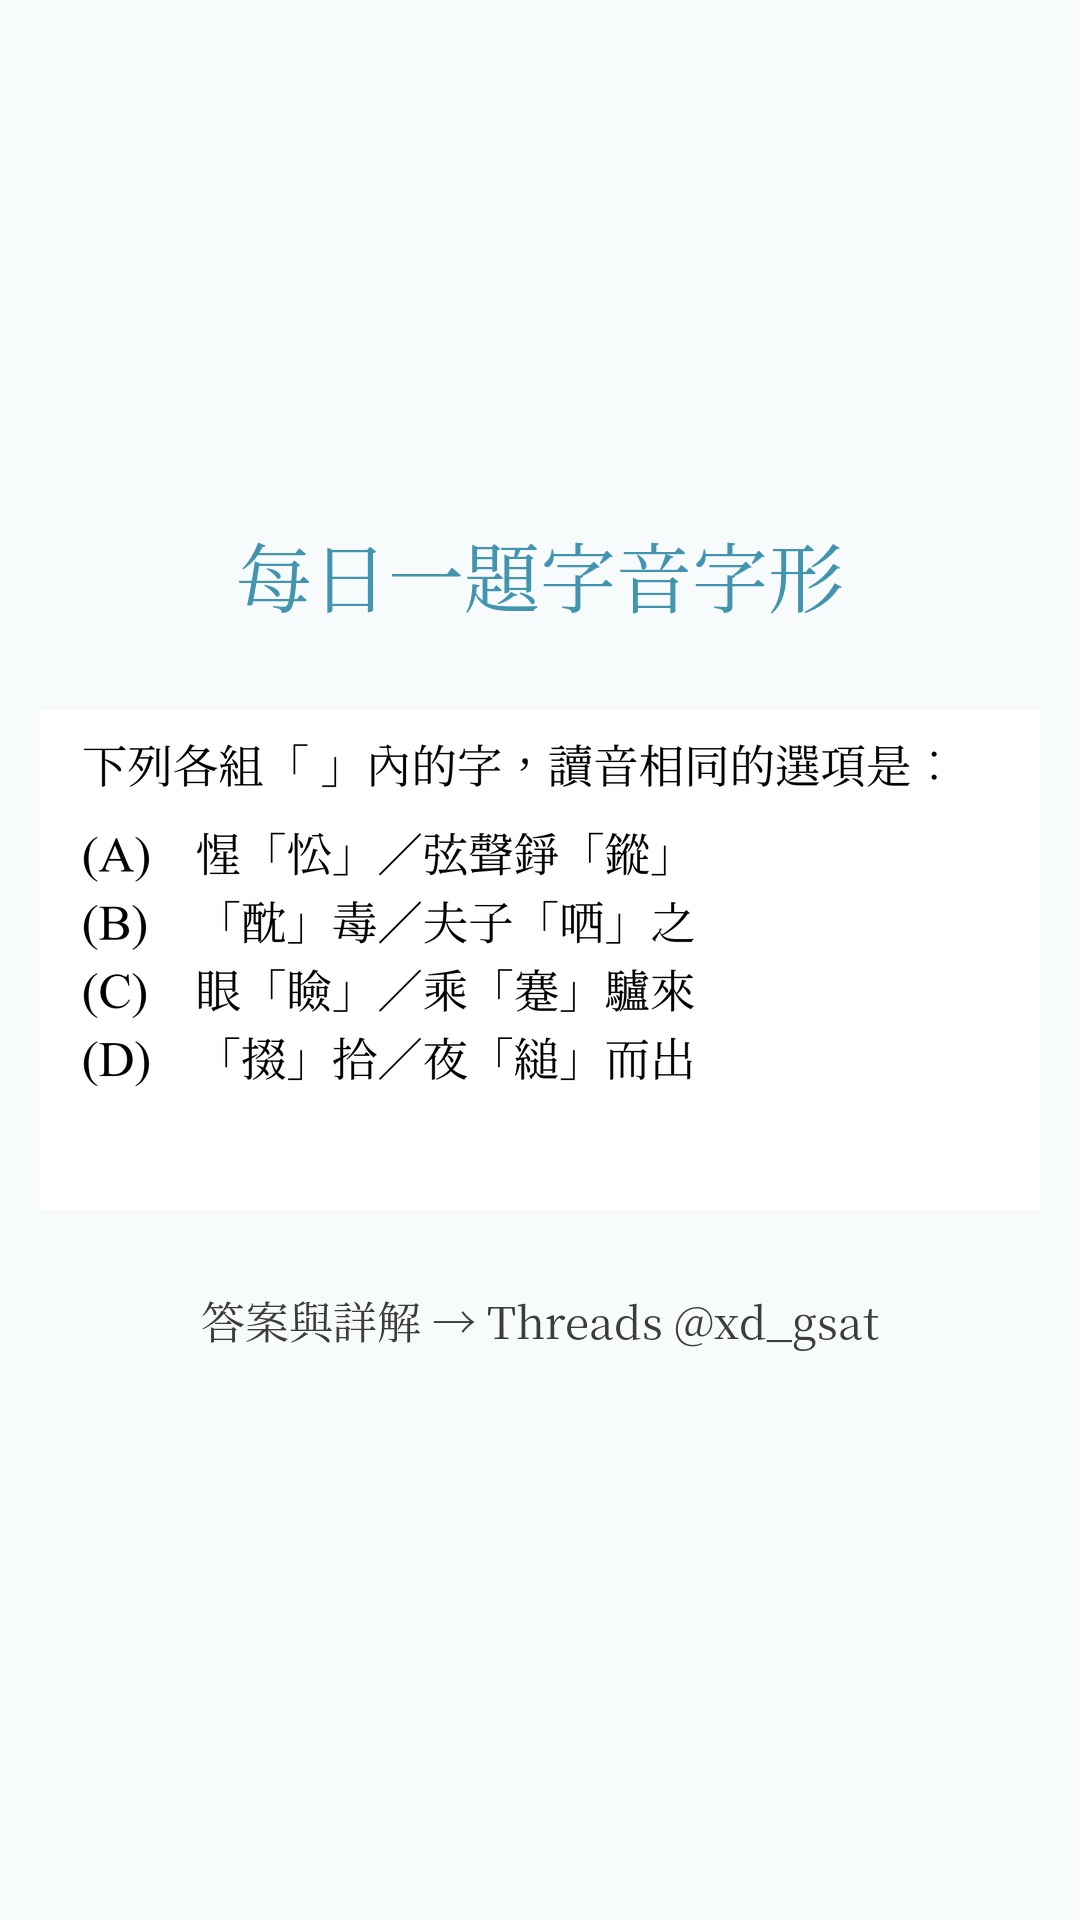 每日一題字音字形
下列各組「 」內的字，讀音相同的選項是：
(A) 惺「忪」／弦聲錚「鏦」
(B) 「酖」毒／夫子「哂」之
(C) 眼「瞼」／乘「蹇」驢來
(D) 「掇」拾／夜「縋」而出
答案與詳解 → Threads @xd_gsat